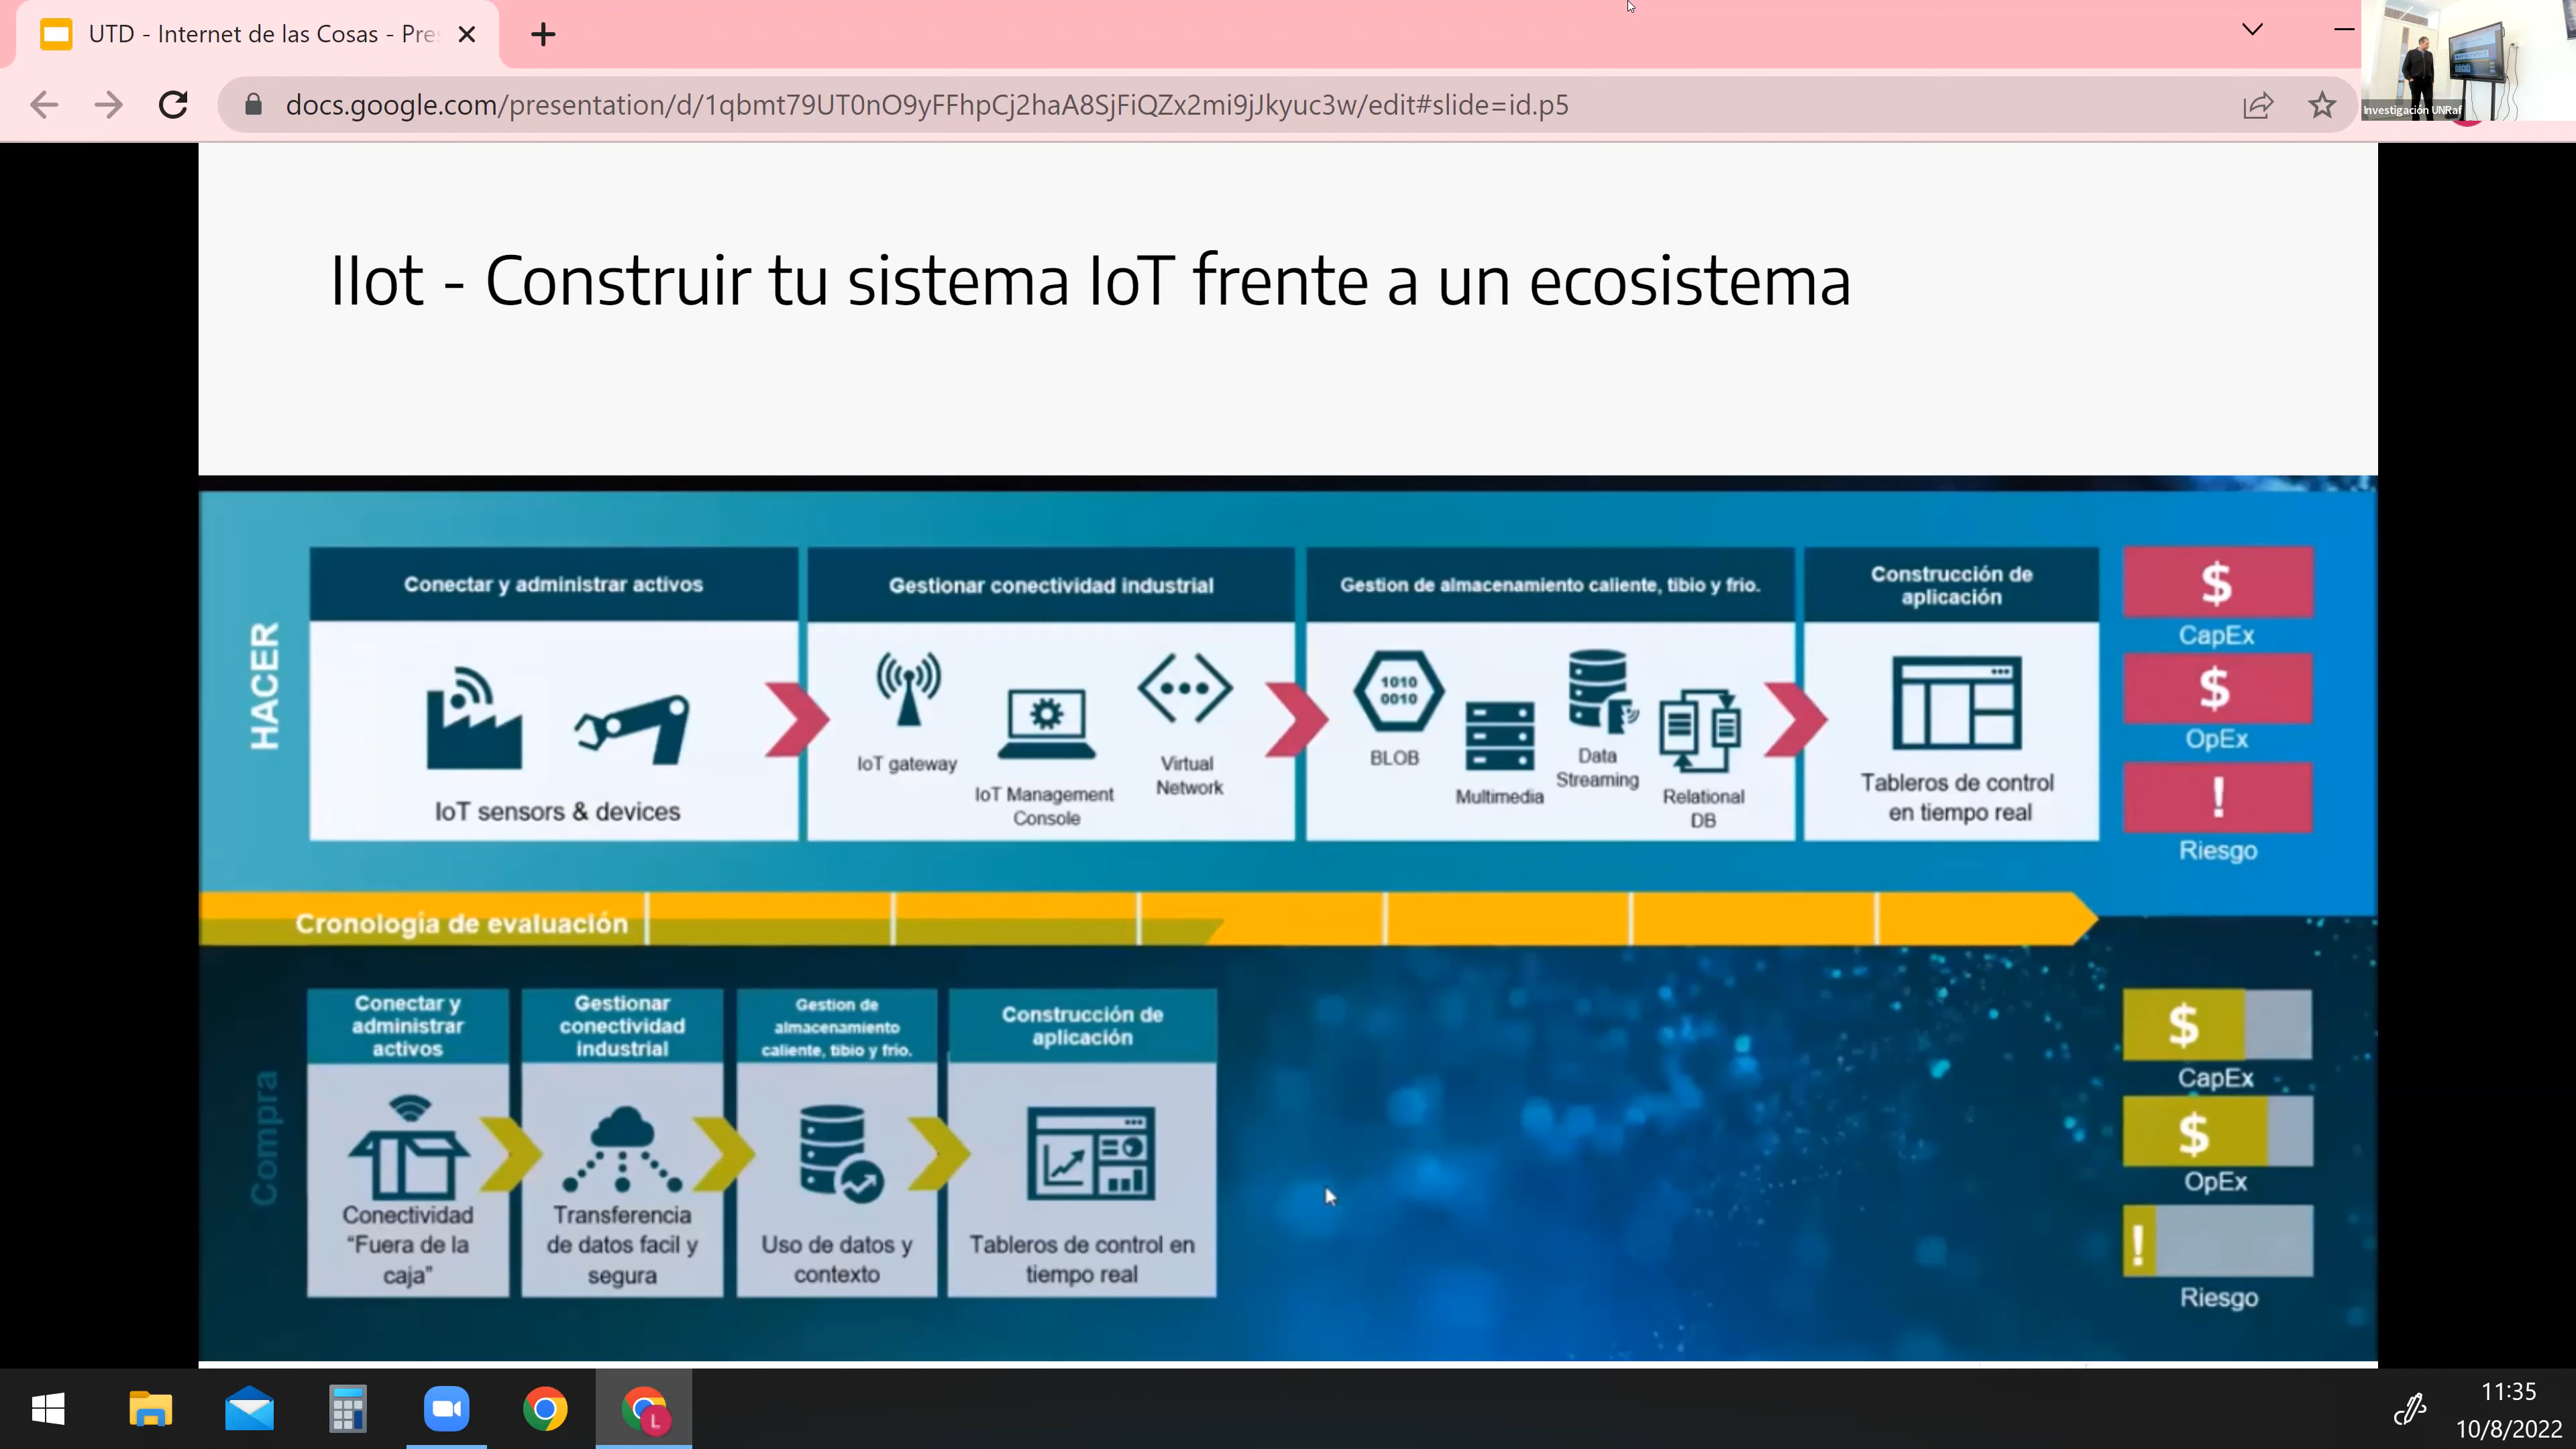 UTD - Internet de las Cosas - Pre
docs.google.com/presentation/d/1qbmt79UT0nO9yFFhpCj2haA8SjFiQZx2mi9jJkyuc3w/edit#slide=id.p5
Investigación UNRaf
IIot - Construir tu sistema IoT frente a un ecosistema
HACER
Conectar y administrar activos
IoT sensors & devices
Gestionar conectividad industrial
IoT gateway
IoT Management
Console
Virtual
Network
Gestion de almacenamiento caliente, tibio y frio.
1010
0010
BLOB
Multimedia
Data
Streaming
Relational
DB
Construcción de
aplicación
Tableros de control
en tiempo real
$
CapEx
$
OpEx
!
Riesgo
Cronología de evaluación
Compra
Conectar y
administrar
activos
Conectividad
“Fuera de la
caja”
Gestionar
conectividad
industrial
Transferencia
de datos facil y
segura
Gestion de
almacenamiento
caliente, tibio y frio.
Uso de datos y
contexto
Construcción de
aplicación
Tableros de control en
tiempo real
$
CapEx
$
OpEx
!
Riesgo
L
11:35
10/8/2022